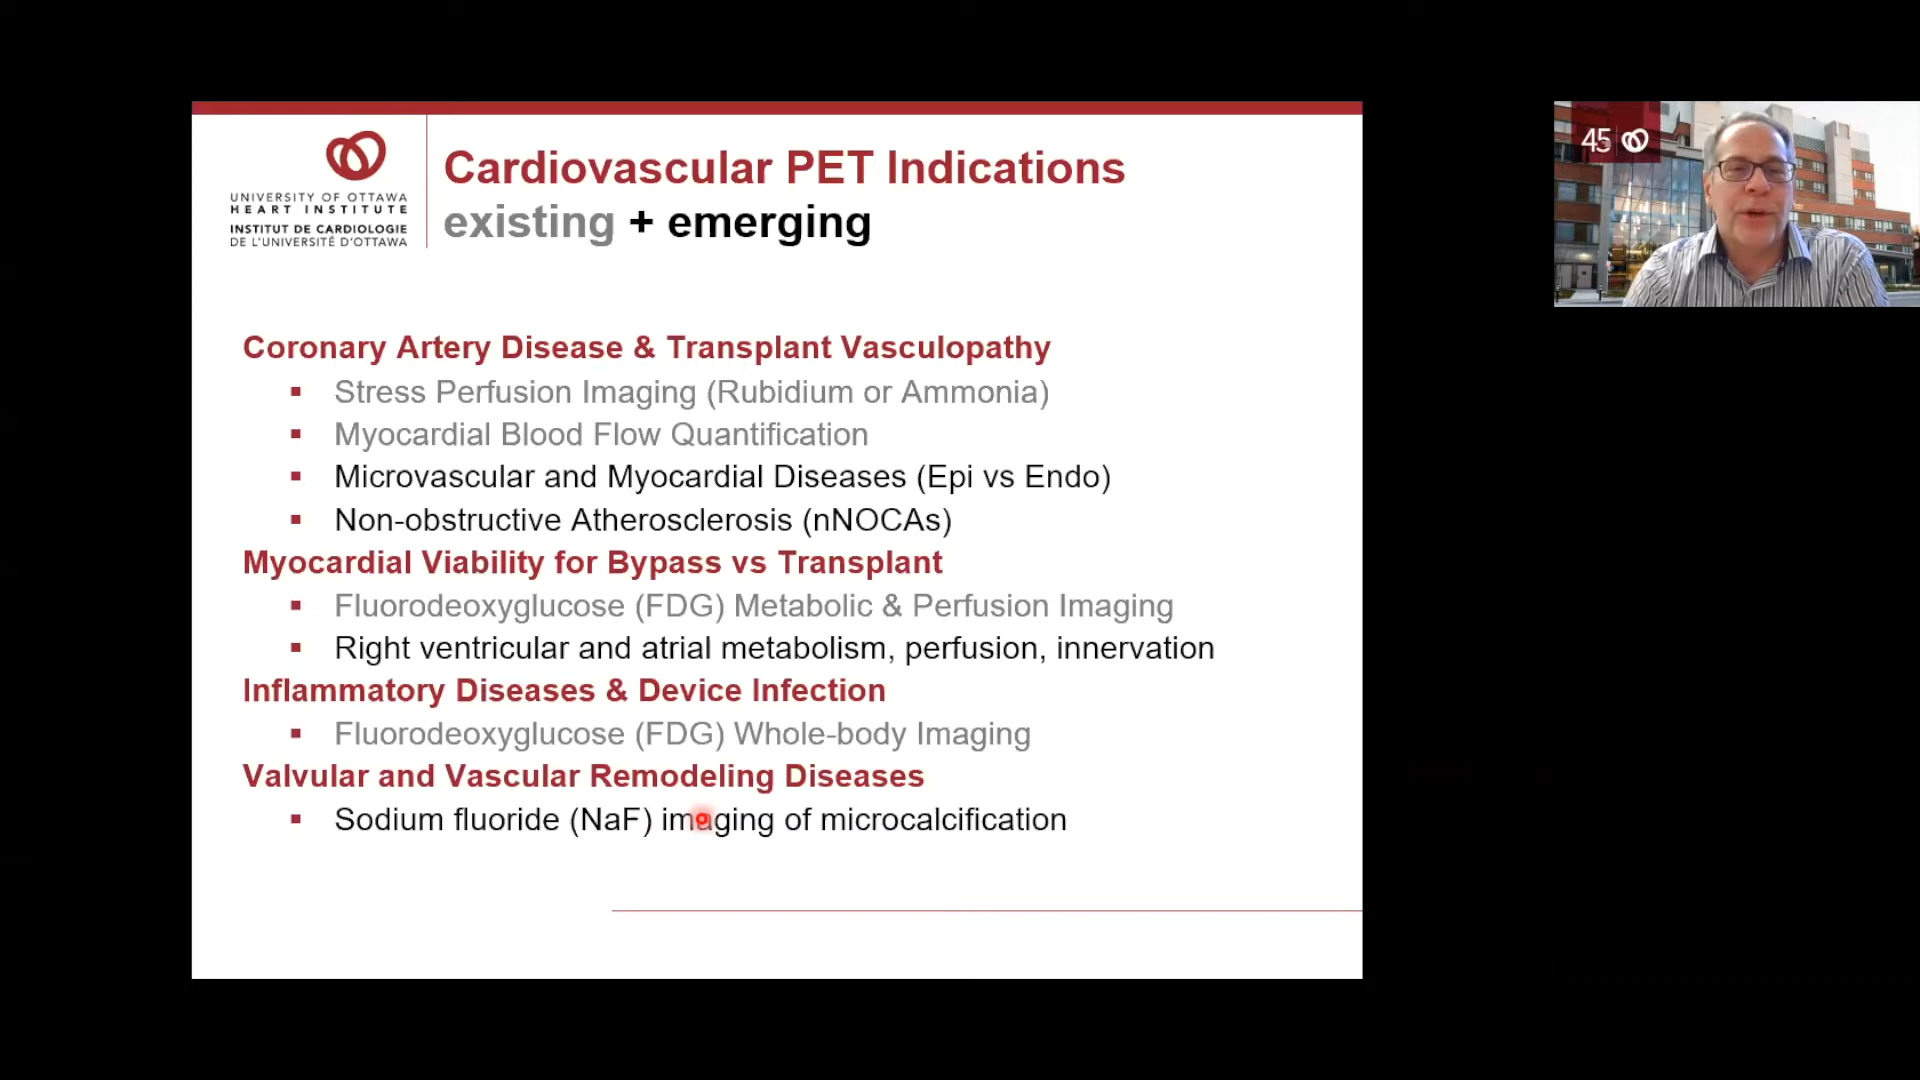 UNIVERSITY OF OTTAWA
HEART INSTITUTE
INSTITUT DE CARDIOLOGIE
DE L'UNIVERSITÉ D'OTTAWA
Cardiovascular PET Indications
existing + emerging
Coronary Artery Disease & Transplant Vasculopathy
▪ Stress Perfusion Imaging (Rubidium or Ammonia)
▪ Myocardial Blood Flow Quantification
▪ Microvascular and Myocardial Diseases (Epi vs Endo)
▪ Non-obstructive Atherosclerosis (nNOCAs)
Myocardial Viability for Bypass vs Transplant
▪ Fluorodeoxyglucose (FDG) Metabolic & Perfusion Imaging
▪ Right ventricular and atrial metabolism, perfusion, innervation
Inflammatory Diseases & Device Infection
▪ Fluorodeoxyglucose (FDG) Whole-body Imaging
Valvular and Vascular Remodeling Diseases
▪ Sodium fluoride (NaF) imaging of microcalcification
45